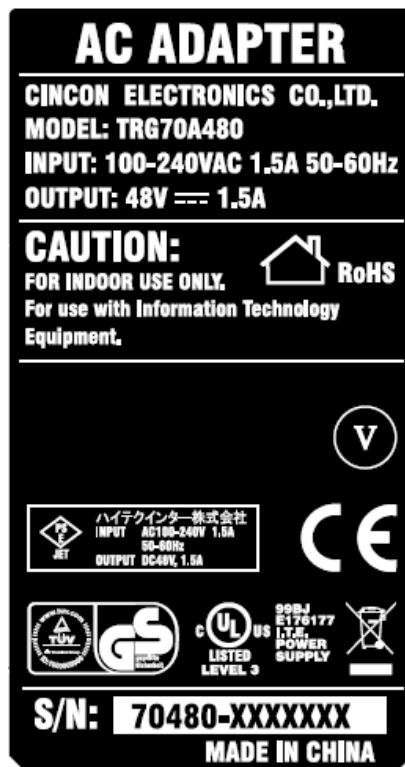 AC ADAPTER
CINCON ELECTRONICS CO.,LTD.
MODEL: TRG70A480
INPUT: 100-240VAC 1.5A 50-60Hz
OUTPUT: 48V ⎓ 1.5A
CAUTION:
FOR INDOOR USE ONLY.
RoHS
For use with Information Technology
Equipment.
V
PS
E
JET
ハイテクインター株式会社
INPUT AC100-240V 1.5A
50-60Hz
OUTPUT DC48V, 1.5A
CE
TÜV
GS
geprüfte
Sicherheit
C UL US
LISTED
LEVEL 3
99BJ
E176177
I.T.E.
POWER
SUPPLY
S/N: 70480-XXXXXXX
MADE IN CHINA